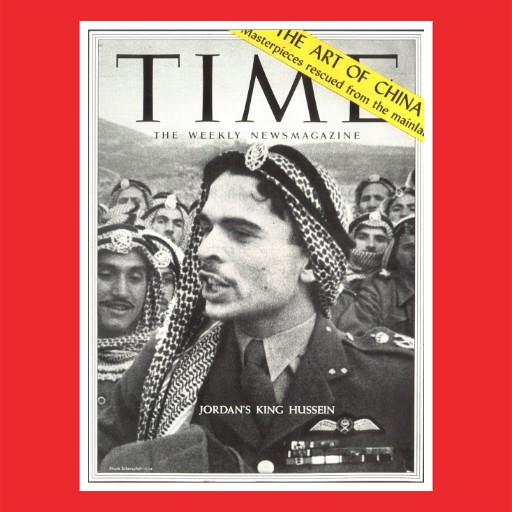 THE ART OF CHINA
Masterpieces rescued from the mainla
TIME
THE WEEKLY NEWSMAGAZINE
JORDAN'S KING HUSSEIN